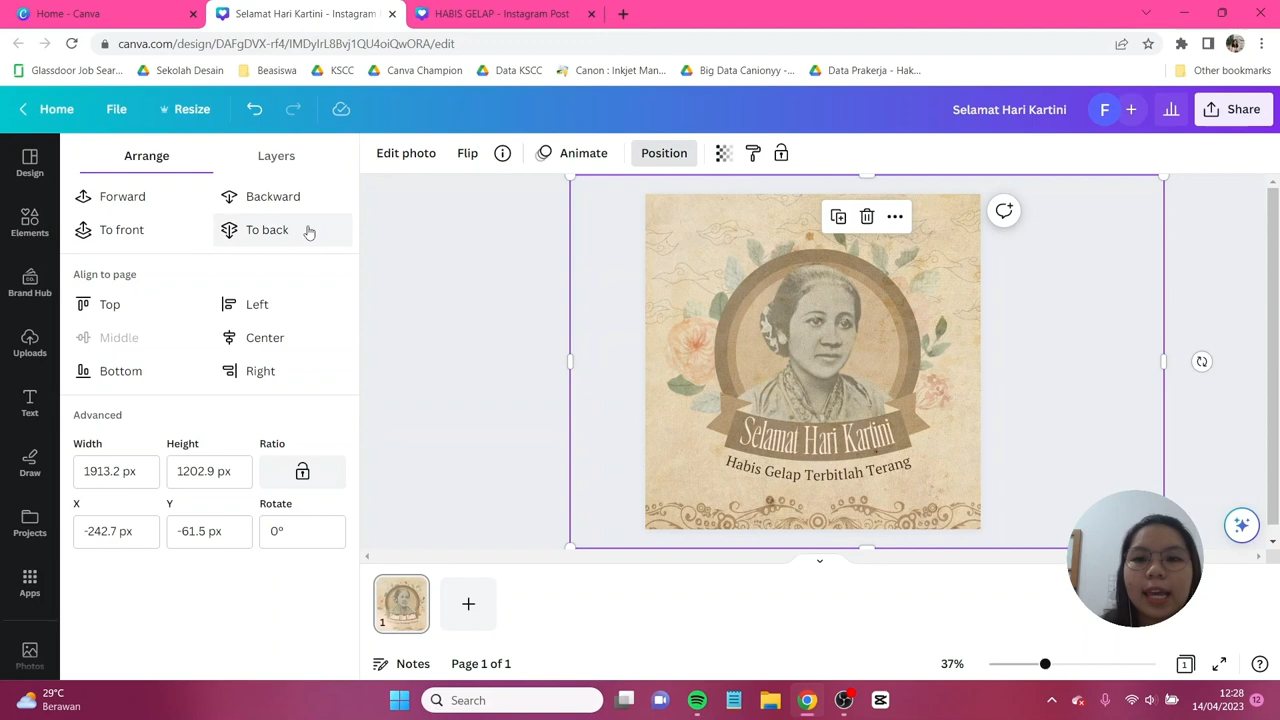 Home - Canva
Selamat Hari Kartini - Instagram
HABIS GELAP - Instagram Post
canva.com/design/DAFgDVX-rf4/IMDyIrL8Bvj1QU4oiQwORA/edit
Glassdoor Job Sear...
Sekolah Desain
Beasiswa
KSCC
Canva Champion
Data KSCC
Canon : Inkjet Man...
Big Data Canionyy -...
Data Prakerja - Hak...
Other bookmarks
Home
File
Resize
Selamat Hari Kartini
F
Share
Design
Elements
Brand Hub
Uploads
Text
Draw
Projects
Apps
Photos
Arrange
Layers
Forward
Backward
To front
To back
Align to page
Top
Left
Middle
Center
Bottom
Right
Advanced
Width
Height
Ratio
1913.2 px
1202.9 px
X
Y
Rotate
-242.7 px
-61.5 px
0°
Edit photo
Flip
Animate
Position
Selamat Hari Kartini
Habis Gelap Terbitlah Terang
1
Notes
Page 1 of 1
37%
1
29°C
Berawan
Search
12:28
14/04/2023
12